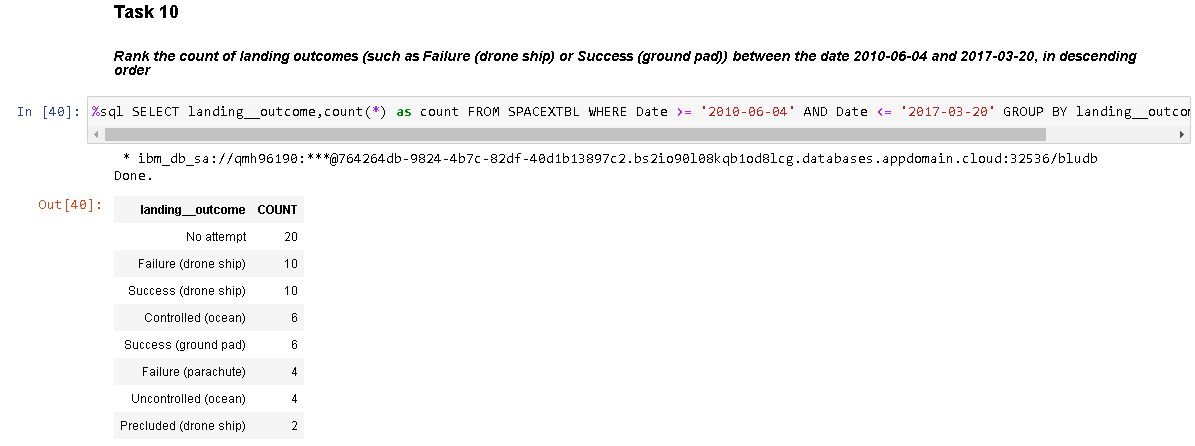 Task 10
Rank the count of landing outcomes (such as Failure (drone ship) or Success (ground pad)) between the date 2010-06-04 and 2017-03-20, in descending
order
In [40]: %sql SELECT landing__outcome,count(*) as count FROM SPACEXTBL WHERE Date >= '2010-06-04' AND Date <= '2017-03-20' GROUP BY landing__outcom
* ibm_db_sa://qmh96190:***@764264db-9824-4b7c-82df-40d1b13897c2.bs2io90l08kqb1od8lcg.databases.appdomain.cloud:32536/bludb
Done.
Out[40]:
landing__outcome COUNT
No attempt 20
Failure (drone ship) 10
Success (drone ship) 10
Controlled (ocean) 6
Success (ground pad) 6
Failure (parachute) 4
Uncontrolled (ocean) 4
Precluded (drone ship) 2